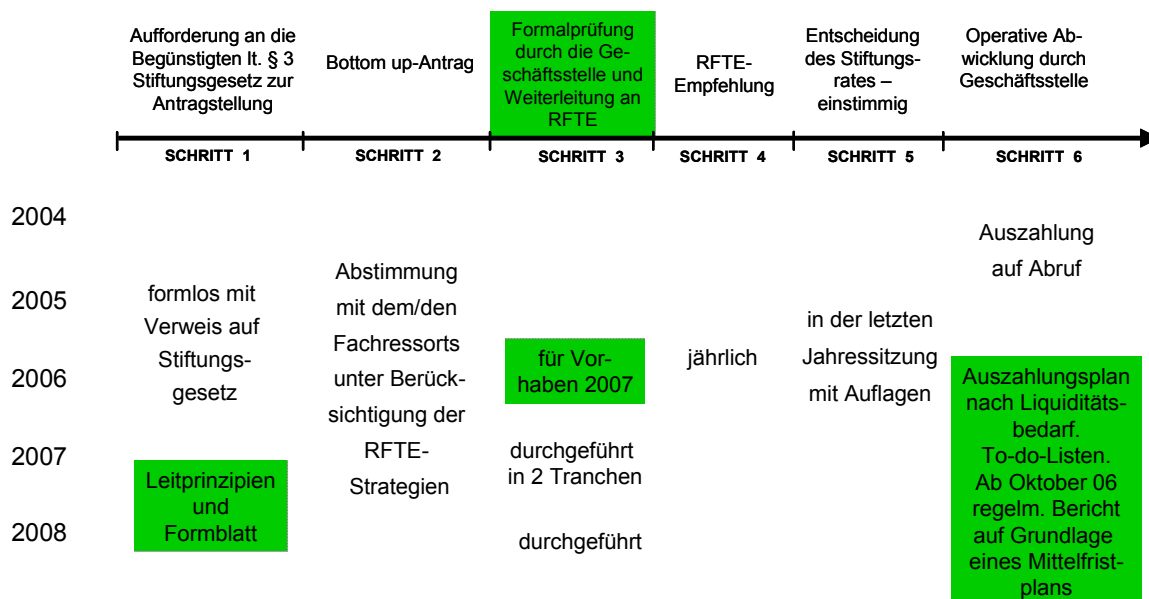 Aufforderung an die
Begünstigten lt. § 3
Stiftungsgesetz zur
Antragstellung
Bottom up-Antrag
Formalprüfung
durch die Ge-
schäftsstelle und
Weiterleitung an
RFTE
RFTE-
Empfehlung
Entscheidung
des Stiftungs-
rates –
einstimmig
Operative Ab-
wicklung durch
Geschäftsstelle
SCHRITT 1
SCHRITT 2
SCHRITT 3
SCHRITT 4
SCHRITT 5
SCHRITT 6
2004
2005
2006
2007
2008
formlos mit
Verweis auf
Stiftungs-
gesetz
Leitprinzipien
und
Formblatt
Abstimmung
mit dem/den
Fachressorts
unter Berück-
sichtigung der
RFTE-
Strategien
für Vor-
haben 2007
durchgeführt
in 2 Tranchen
durchgeführt
jährlich
in der letzten
Jahressitzung
mit Auflagen
Auszahlung
auf Abruf
Auszahlungsplan
nach Liquiditäts-
bedarf.
To-do-Listen.
Ab Oktober 06
regelm. Bericht
auf Grundlage
eines Mittelfrist-
plans